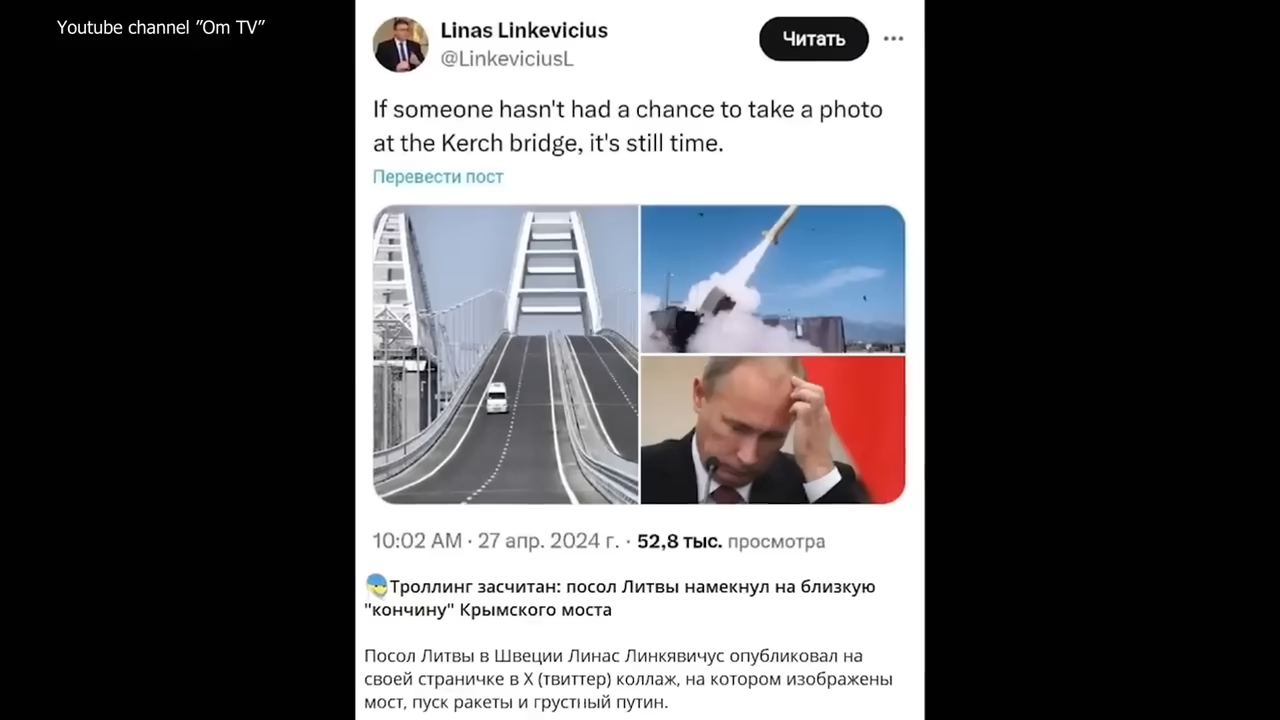 Youtube channel "Om TV"
Linas Linkevicius
@LinkeviciusL
Читать
If someone hasn't had a chance to take a photo
at the Kerch bridge, it's still time.
Перевести пост
10:02 AM · 27 апр. 2024 г. · 52,8 тыс. просмотра
Троллинг засчитан: посол Литвы намекнул на близкую
"кончину" Крымского моста
Посол Литвы в Швеции Линас Линкявичус опубликовал на
своей страничке в X (твиттер) коллаж, на котором изображены
мост, пуск ракеты и грустный путин.